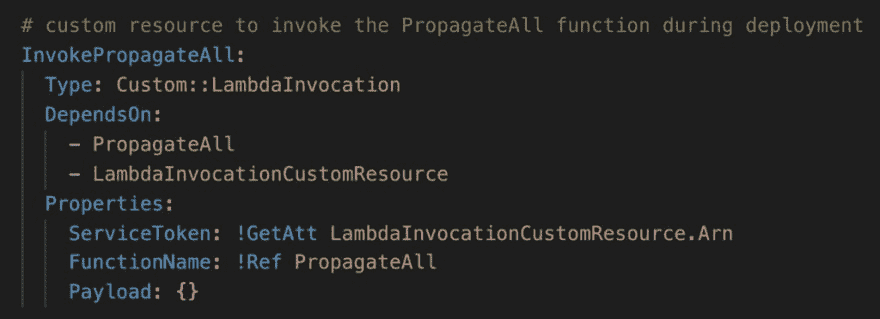 # custom resource to invoke the PropagateAll function during deployment
InvokePropagateAll:
  Type: Custom::LambdaInvocation
  DependsOn:
    - PropagateAll
    - LambdaInvocationCustomResource
  Properties:
    ServiceToken: !GetAtt LambdaInvocationCustomResource.Arn
    FunctionName: !Ref PropagateAll
    Payload: {}